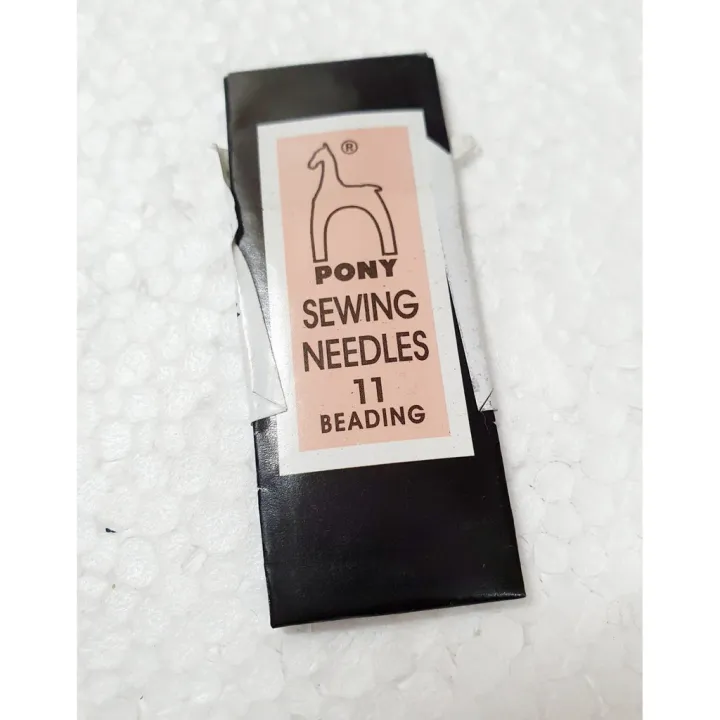 ®
PONY
SEWING
NEEDLES
11
BEADING